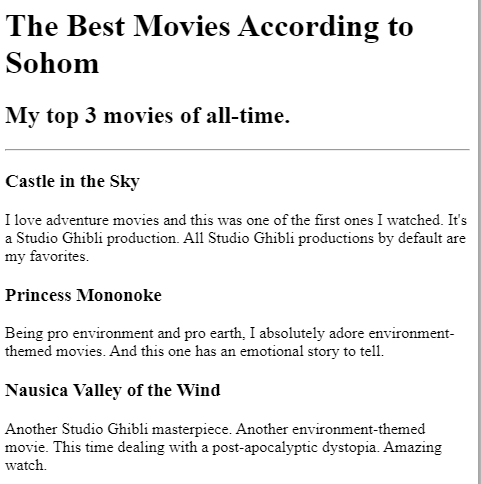 The Best Movies According to
Sohom
My top 3 movies of all-time.
Castle in the Sky
I love adventure movies and this was one of the first ones I watched. It's
a Studio Ghibli production. All Studio Ghibli productions by default are
my favorites.
Princess Mononoke
Being pro environment and pro earth, I absolutely adore environment-
themed movies. And this one has an emotional story to tell.
Nausica Valley of the Wind
Another Studio Ghibli masterpiece. Another environment-themed
movie. This time dealing with a post-apocalyptic dystopia. Amazing
watch.